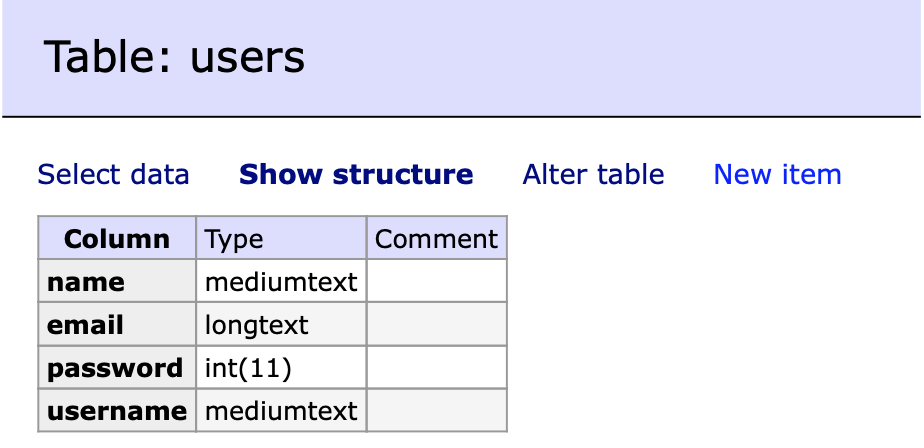 Table: users
Select data Show structure Alter table New item
Column Type Comment
name mediumtext
email longtext
password int(11)
username mediumtext